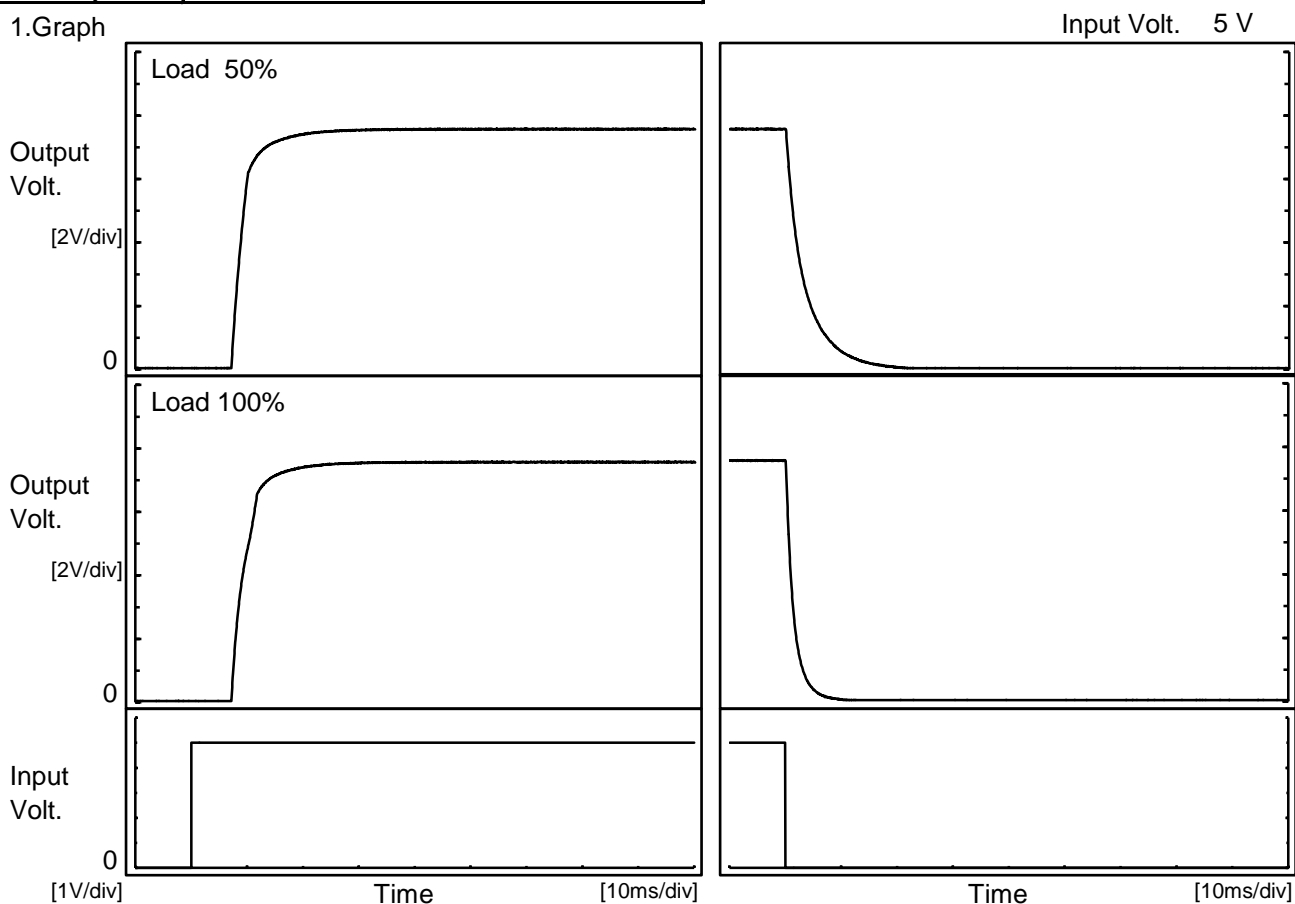 1.Graph
Input Volt. 5 V
Load 50%
Output
Volt.
[2V/div]
0
Load 100%
Output
Volt.
[2V/div]
0
Input
Volt.
0
[1V/div]
Time
[10ms/div]
Time
[10ms/div]